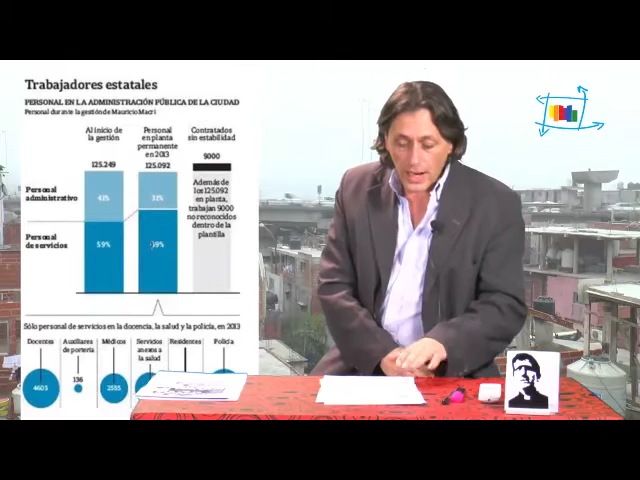 Trabajadores estatales
PERSONAL EN LA ADMINISTRACIÓN PÚBLICA DE LA CIUDAD
Personal durante la gestión de Mauricio Macri
Al inicio de
la gestión
125.249
Personal
en planta
permanente
en 2013
125.092
Contratados
sin estabilidad
9000
Personal
administrativo
41%
31%
Además de
los 125.092
en planta,
trabajan 9000
no reconocidos
dentro de la
plantilla
Personal
de servicios
59%
69%
Sólo personal de servicios en la docencia, la salud y la policía, en 2013
Docentes
4605
Auxiliares
de portería
136
Médicos
2555
Servicios
anexos a
la salud
Residentes
Policía